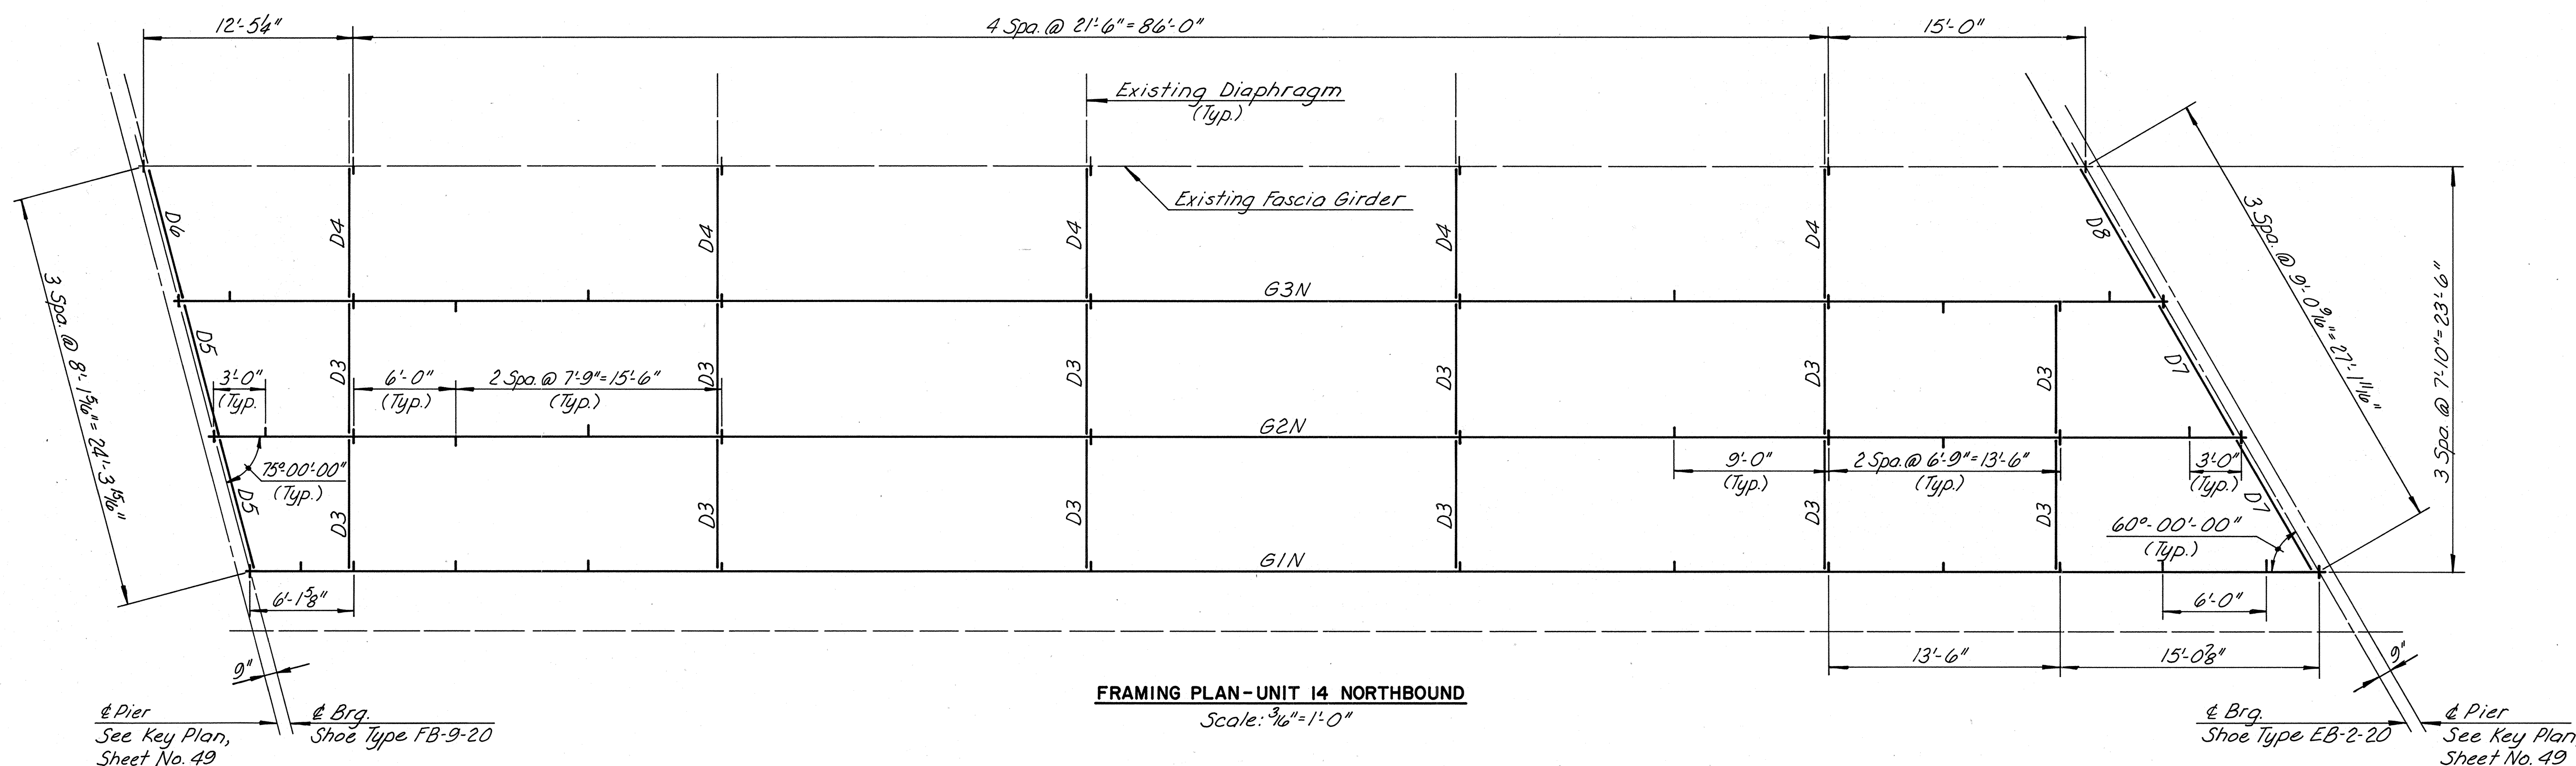 12'-5¼"
4 Spa. @ 21'-6" = 86'-0"
15'-0"
Existing Diaphragm
(Typ.)
Existing Fascia Girder
D6
D4
D4
D4
D4
D4
D8
3 Spa. @ 8'-1 5/16" = 24'-3 15/16"
3 Spa. @ 9'-0 9/16" = 27'-1 11/16"
3 Spa. @ 7'-10" = 23'-6"
G3N
D5
D3
D3
D3
D3
D3
D3
D7
3'-0"
(Typ.
6'-0"
(Typ.)
2 Spa. @ 7'-9" = 15'-6"
(Typ.)
G2N
75°-00'-00"
(Typ.)
9'-0"
(Typ.)
2 Spa. @ 6'-9" = 13'-6"
(Typ.)
3'-0"
(Typ.)
D5
D3
D3
D3
D3
D3
D3
D7
60°-00'-00"
(Typ.)
G1N
6'-1⅝"
6'-0"
9"
13'-6"
15'-0⅞"
9"
FRAMING PLAN-UNIT 14 NORTHBOUND
Scale: 3/16" = 1'-0"
℄ Pier
See Key Plan,
Sheet No. 49
℄ Brg.
Shoe Type FB-9-20
℄ Brg.
Shoe Type EB-2-20
℄ Pier
See Key Plan
Sheet No. 49